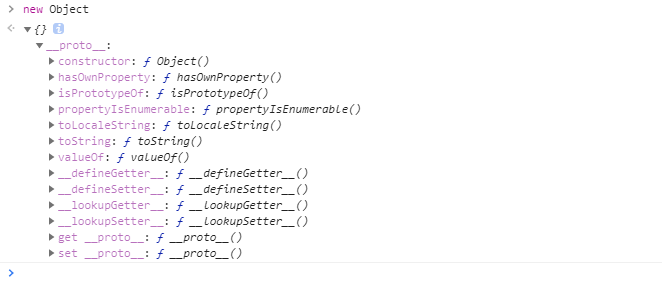 new Object
{} i
__proto__:
constructor: ƒ Object()
hasOwnProperty: ƒ hasOwnProperty()
isPrototypeOf: ƒ isPrototypeOf()
propertyIsEnumerable: ƒ propertyIsEnumerable()
toLocaleString: ƒ toLocaleString()
toString: ƒ toString()
valueOf: ƒ valueOf()
__defineGetter__: ƒ __defineGetter__()
__defineSetter__: ƒ __defineSetter__()
__lookupGetter__: ƒ __lookupGetter__()
__lookupSetter__: ƒ __lookupSetter__()
get __proto__: ƒ __proto__()
set __proto__: ƒ __proto__()